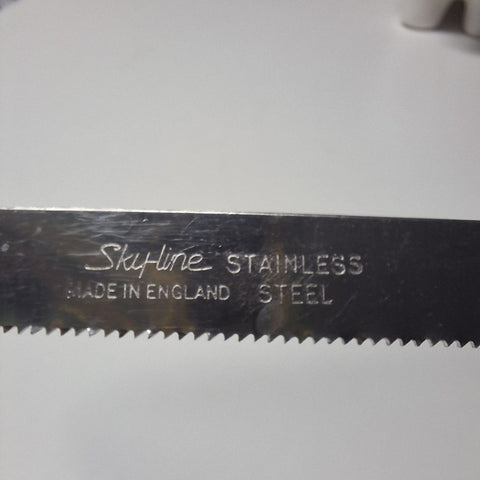 Sky-line STAINLESS
MADE IN ENGLAND STEEL